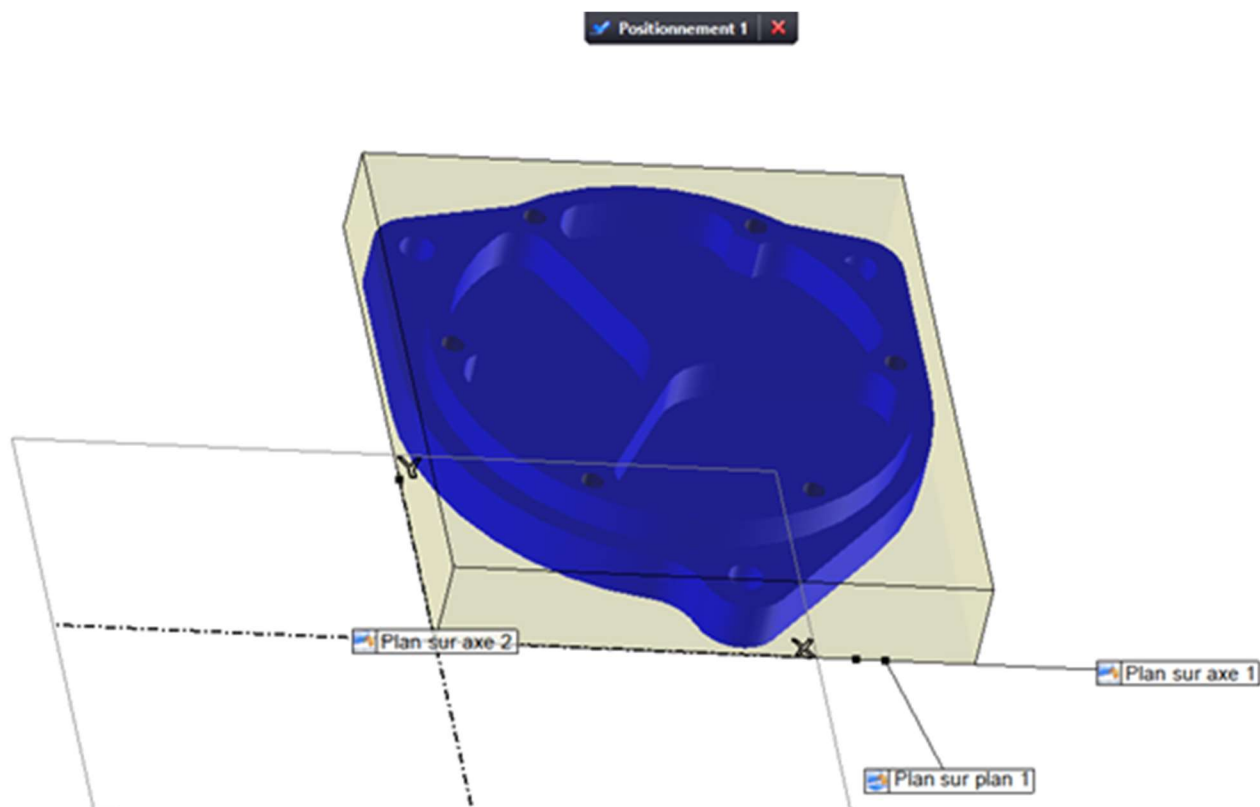 Positionnement 1
Y
Plan sur axe 2
X
Plan sur axe 1
Plan sur plan 1